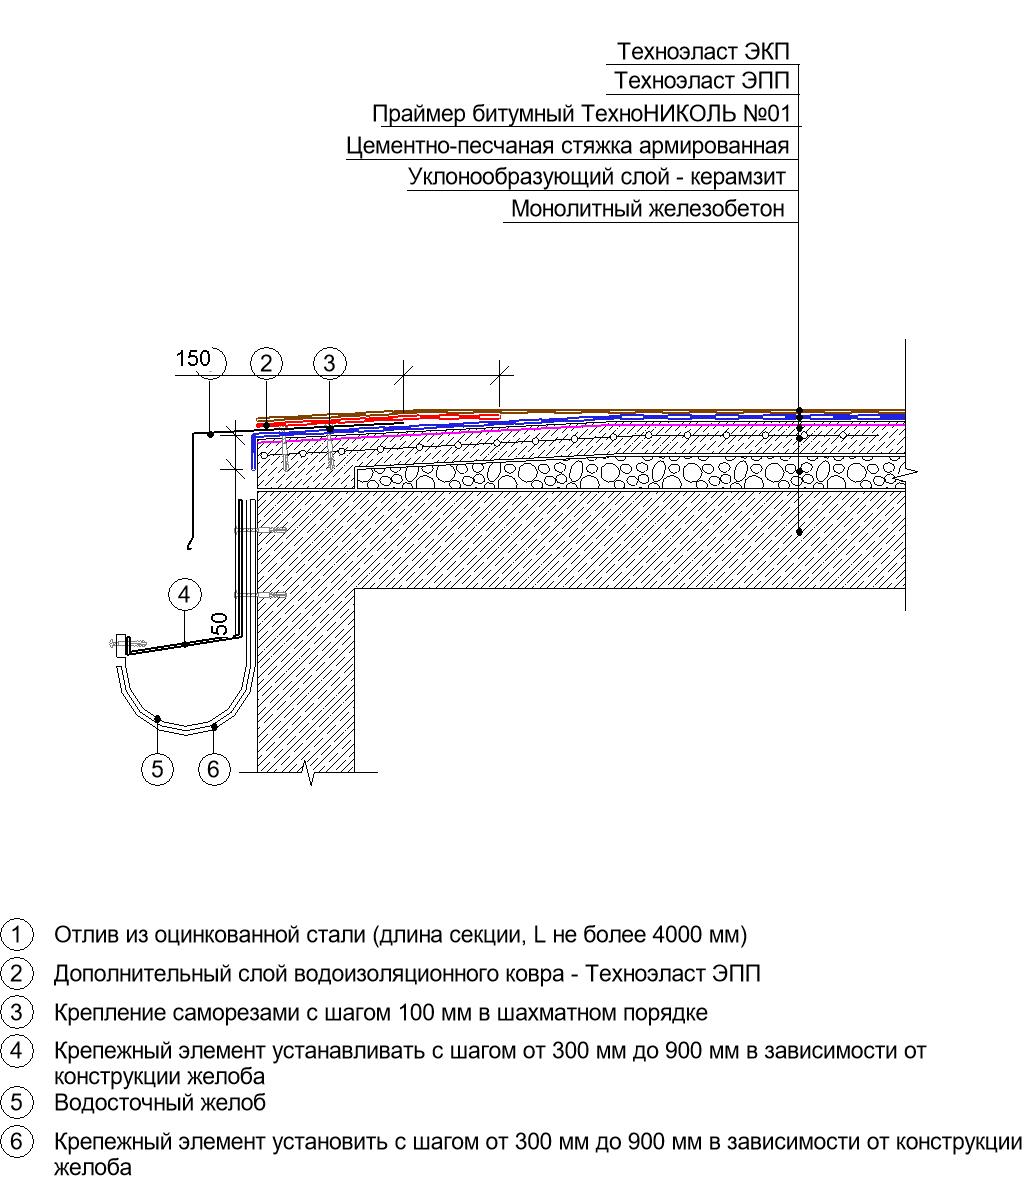 Техноэласт ЭКП
Техноэласт ЭПП
Праймер битумный ТехноНИКОЛЬ №01
Цементно-песчаная стяжка армированная
Уклонообразующий слой - керамзит
Монолитный железобетон
150
2
3
4
50
5
6
1 Отлив из оцинкованной стали (длина секции, L не более 4000 мм)
2 Дополнительный слой водоизоляционного ковра - Техноэласт ЭПП
3 Крепление саморезами с шагом 100 мм в шахматном порядке
4 Крепежный элемент устанавливать с шагом от 300 мм до 900 мм в зависимости от
конструкции желоба
5 Водосточный желоб
6 Крепежный элемент установить с шагом от 300 мм до 900 мм в зависимости от конструкции
желоба